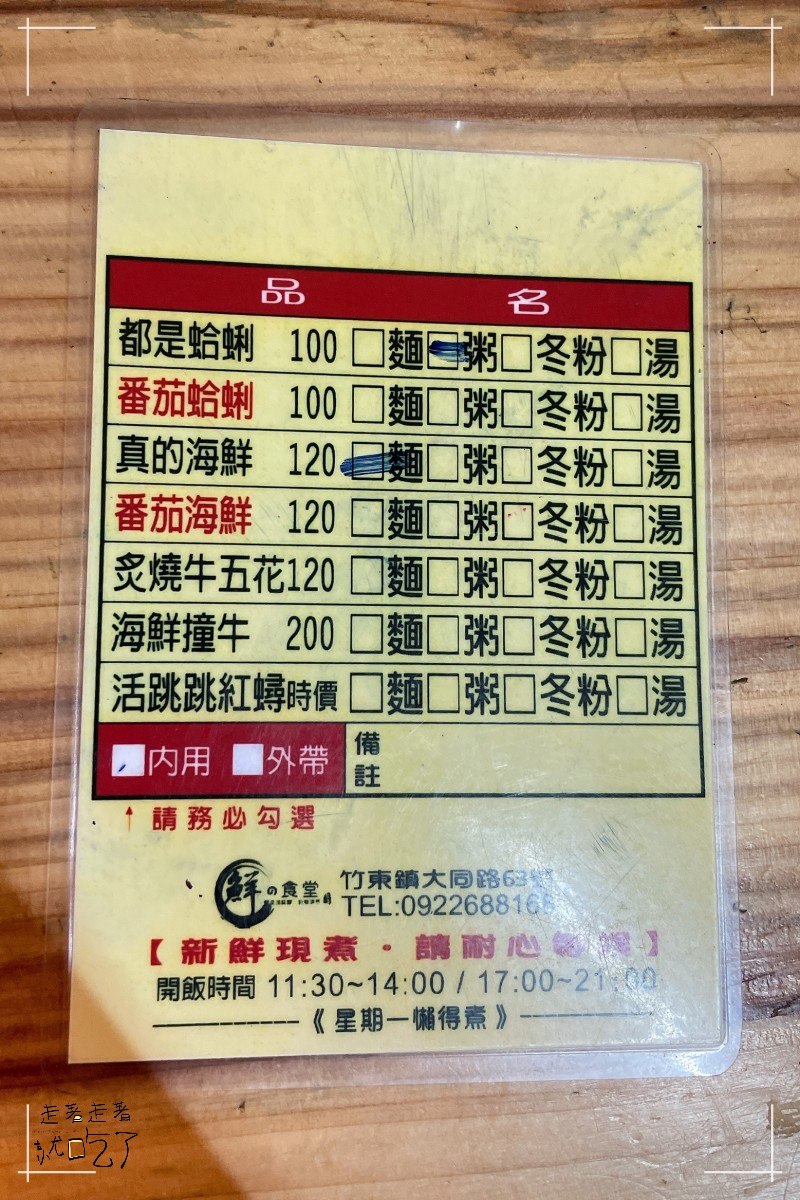 品 名
都是蛤蜊 100 □麵□粥□冬粉□湯
番茄蛤蜊 100 □麵□粥□冬粉□湯
真的海鮮 120 □麵□粥□冬粉□湯
番茄海鮮 120 □麵□粥□冬粉□湯
炙燒牛五花120 □麵□粥□冬粉□湯
海鮮撞牛 200 □麵□粥□冬粉□湯
活跳跳紅蟳時價 □麵□粥□冬粉□湯
□內用 □外帶 備註
↑ 請務必勾選
鮮の食堂
竹東鎮大同路63號
TEL:0922688168
【新鮮現煮·請耐心等候】
開飯時間 11:30~14:00 / 17:00~21:00
《星期一懶得煮》
走著走著
就吃了